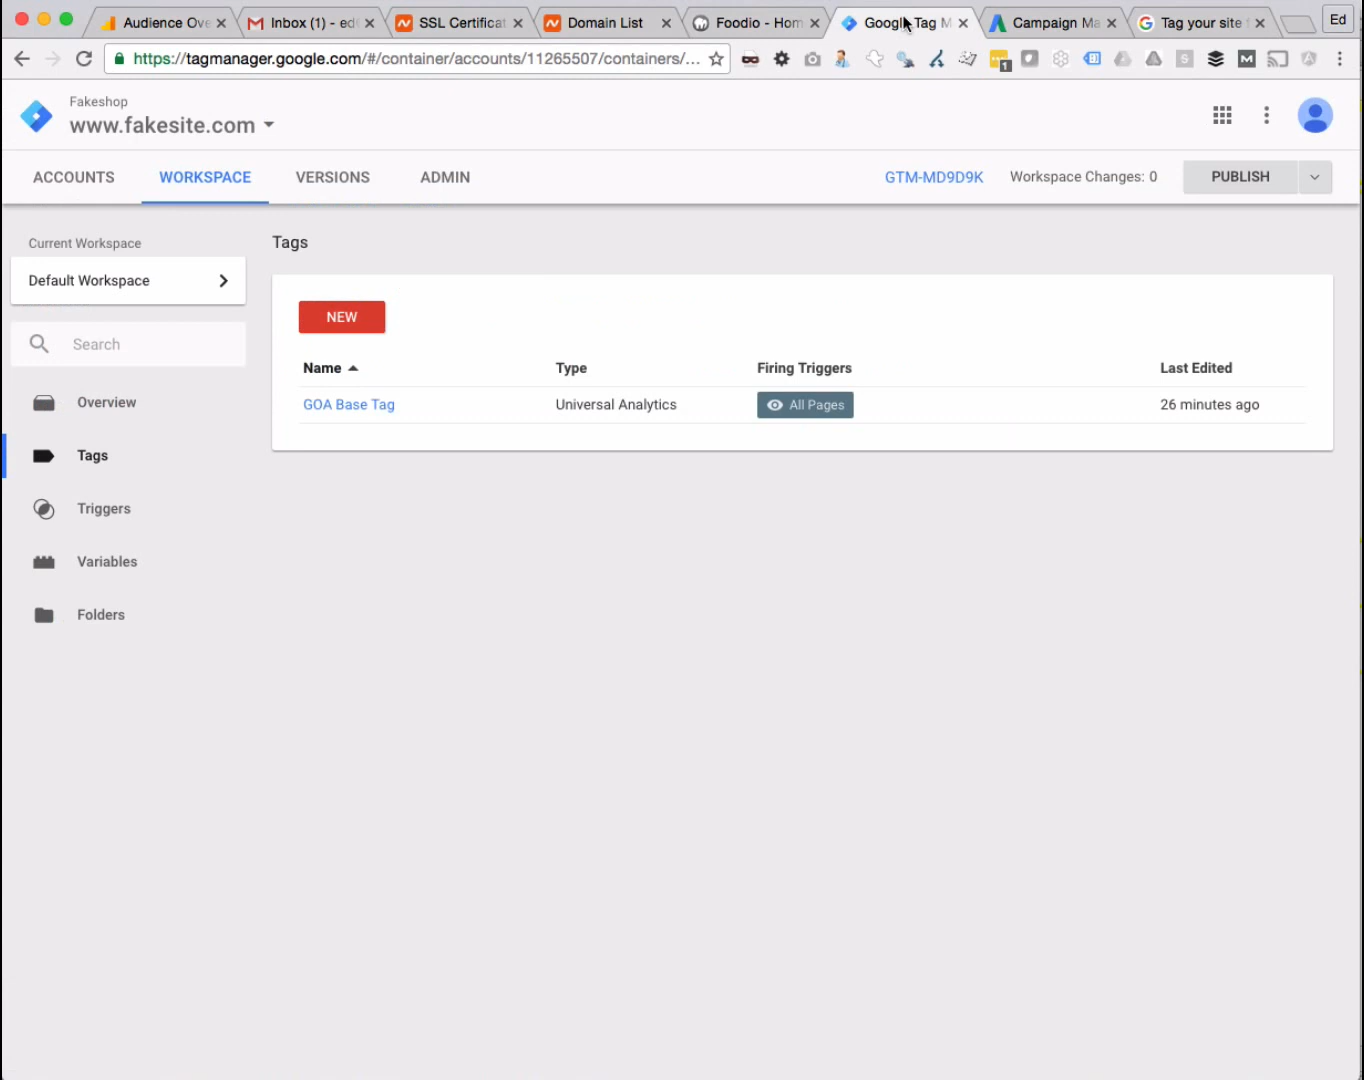 Audience Ove
Inbox (1) - ed
SSL Certificat
Domain List
Foodio - Hom
Google Tag M
Campaign Ma
Tag your site
Ed
https://tagmanager.google.com/#/container/accounts/11265507/containers/...
1
S
M
Fakeshop
www.fakesite.com
ACCOUNTS
WORKSPACE
VERSIONS
ADMIN
GTM-MD9D9K
Workspace Changes: 0
PUBLISH
Current Workspace
Default Workspace
Search
Overview
Tags
Triggers
Variables
Folders
Tags
NEW
Name Type Firing Triggers Last Edited
GOA Base Tag Universal Analytics All Pages 26 minutes ago